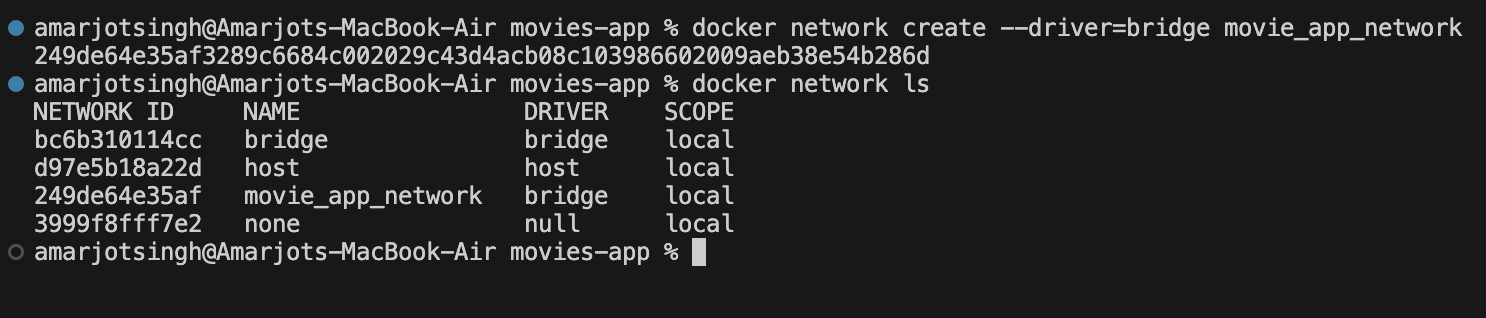 amarjotsingh@Amarjots-MacBook-Air movies-app % docker network create --driver=bridge movie_app_network
249de64e35af3289c6684c002029c43d4acb08c103986602009aeb38e54b286d
amarjotsingh@Amarjots-MacBook-Air movies-app % docker network ls
NETWORK ID     NAME                DRIVER    SCOPE
bc6b310114cc   bridge              bridge    local
d97e5b18a22d   host                host      local
249de64e35af   movie_app_network   bridge    local
3999f8fff7e2   none                null      local
amarjotsingh@Amarjots-MacBook-Air movies-app %